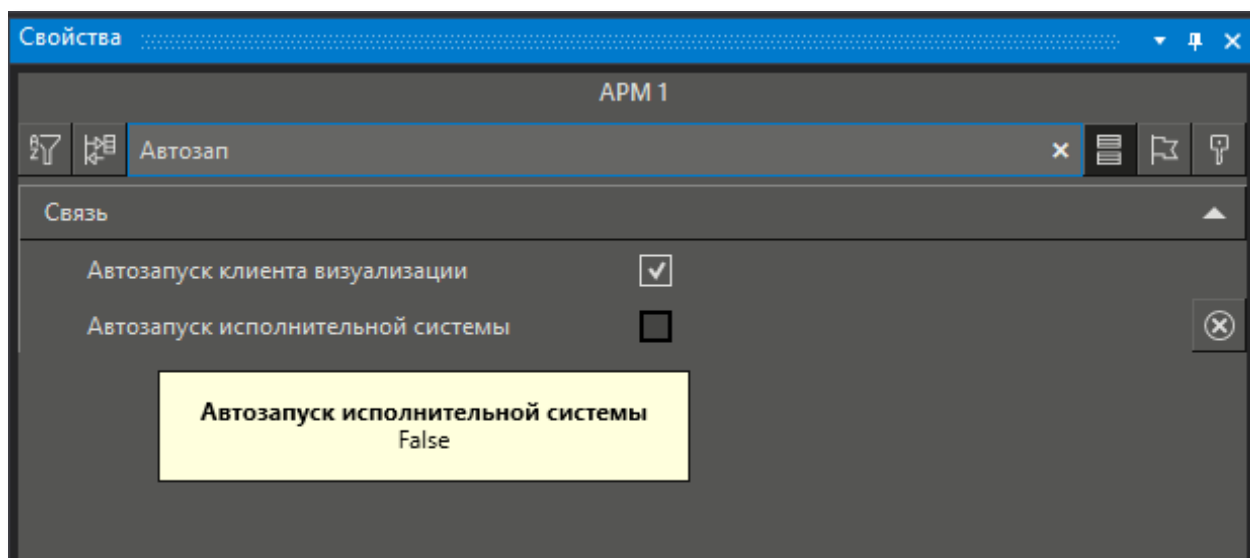 Свойства
АРМ 1
Автозап
Связь
Автозапуск клиента визуализации
Автозапуск исполнительной системы
Автозапуск исполнительной системы
False